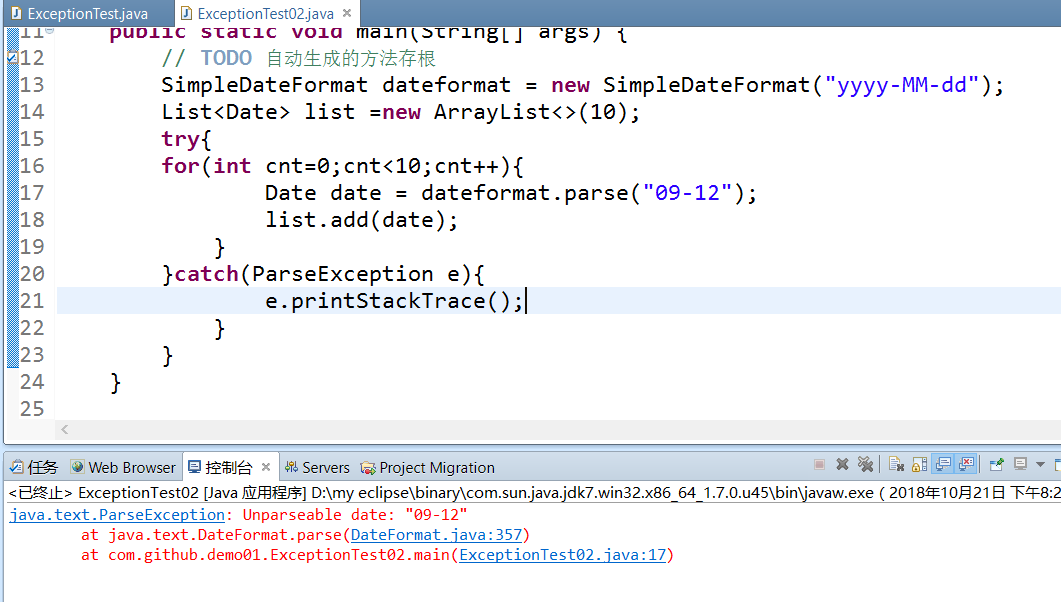 ExceptionTest.java ExceptionTest02.java
11 public static void main(String[] args) {
12 // TODO 自动生成的方法存根
13 SimpleDateFormat dateformat = new SimpleDateFormat("yyyy-MM-dd");
14 List<Date> list =new ArrayList<>(10);
15 try{
16 for(int cnt=0;cnt<10;cnt++){
17 Date date = dateformat.parse("09-12");
18 list.add(date);
19 }
20 }catch(ParseException e){
21 e.printStackTrace();
22 }
23 }
24 }
25
任务 Web Browser 控制台 Servers Project Migration
<已终止> ExceptionTest02 [Java 应用程序] D:\my eclipse\binary\com.sun.java.jdk7.win32.x86_64_1.7.0.u45\bin\javaw.exe ( 2018年10月21日 下午8:2
java.text.ParseException: Unparseable date: "09-12"
at java.text.DateFormat.parse(DateFormat.java:357)
at com.github.demo01.ExceptionTest02.main(ExceptionTest02.java:17)